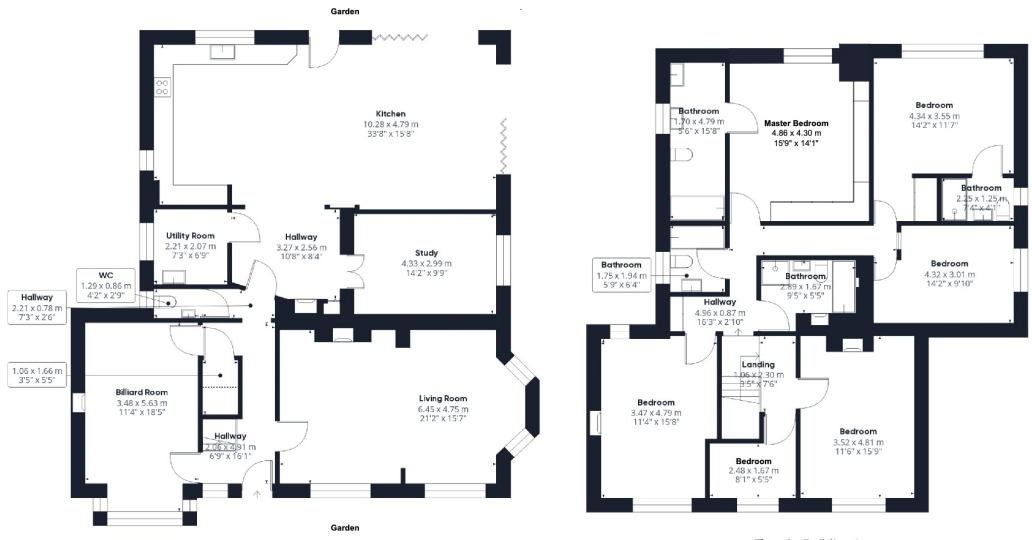 Garden
Kitchen
10.28 x 4.79 m
33'8" x 15'8"
Utility Room
2.21 x 2.07 m
7'3" x 6'9"
Hallway
3.27 x 2.56 m
10'8" x 8'4"
Study
4.33 x 2.99 m
14'2" x 9'9"
WC
1.29 x 0.86 m
4'2" x 2'9"
Hallway
2.21 x 0.78 m
7'3" x 2'6"
1.06 x 1.66 m
3'5" x 5'5"
Billiard Room
3.48 x 5.63 m
11'4" x 18'5"
Hallway
2.06 x 4.91 m
6'9" x 16'1"
Living Room
6.45 x 4.75 m
21'2" x 15'7"
Garden
Bathroom
1.70 x 4.79 m
5'6" x 15'8"
Master Bedroom
4.86 x 4.30 m
15'9" x 14'1"
Bedroom
4.34 x 3.55 m
14'2" x 11'7"
Bathroom
2.25 x 1.25 m
7'4" x 4'1"
Bathroom
1.75 x 1.94 m
5'9" x 6'4"
Bathroom
2.89 x 1.67 m
9'5" x 5'5"
Bedroom
4.32 x 3.01 m
14'2" x 9'10"
Hallway
4.96 x 0.87 m
16'3" x 2'10"
Landing
1.06 x 2.30 m
3'5" x 7'6"
Bedroom
3.47 x 4.79 m
11'4" x 15'8"
Bedroom
2.48 x 1.67 m
8'1" x 5'5"
Bedroom
3.52 x 4.81 m
11'6" x 15'9"